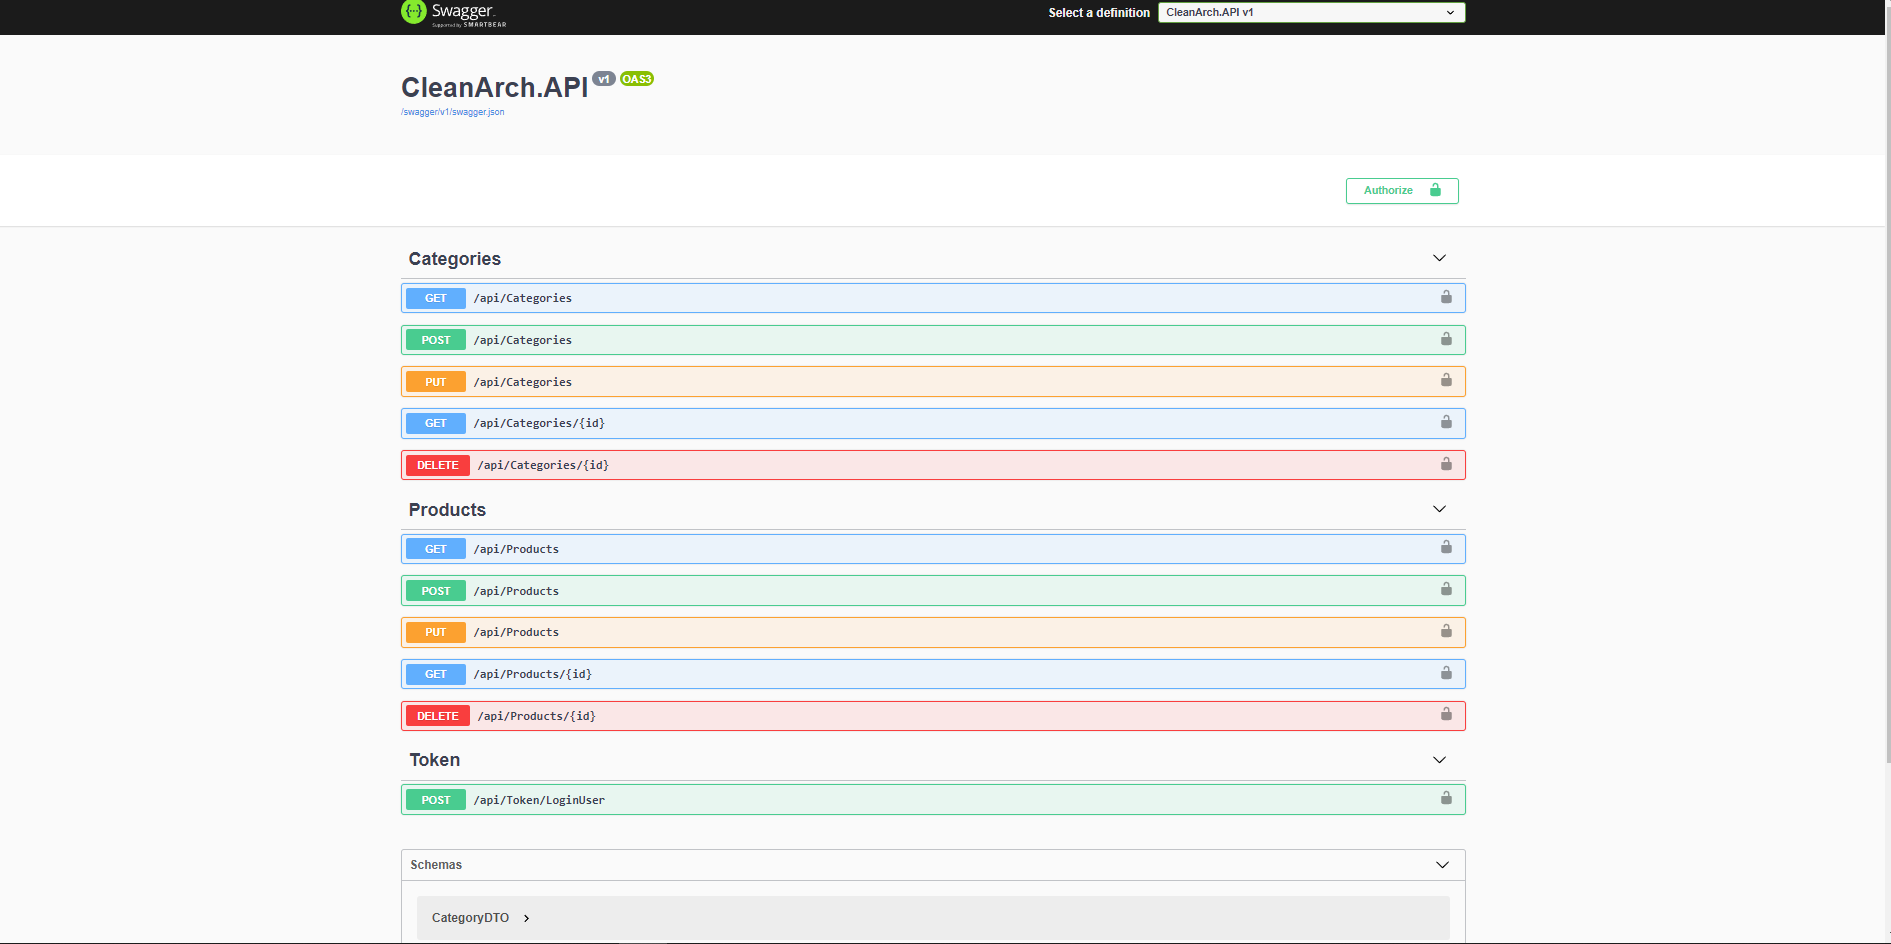 Swagger.
Supported by SMARTBEAR
Select a definition
CleanArch.API v1
CleanArch.API v1 OAS3
/swagger/v1/swagger.json
Authorize
Categories
GET /api/Categories
POST /api/Categories
PUT /api/Categories
GET /api/Categories/{id}
DELETE /api/Categories/{id}
Products
GET /api/Products
POST /api/Products
PUT /api/Products
GET /api/Products/{id}
DELETE /api/Products/{id}
Token
POST /api/Token/LoginUser
Schemas
CategoryDTO